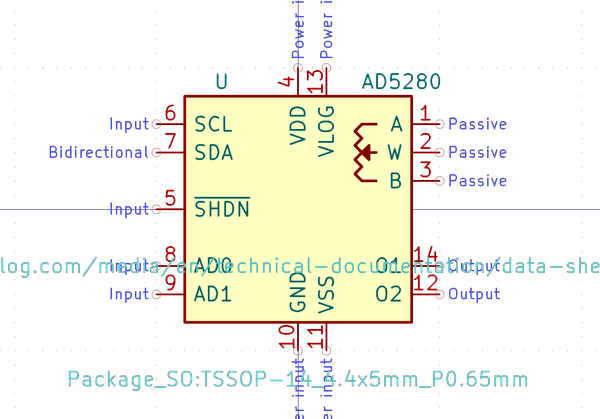 Power i
Power i
U
AD5280
4
13
6
SCL
Input
7
SDA
Bidirectional
VDD
VLOG
A
1
Passive
W
2
Passive
B
3
Passive
5
SHDN
Input
8
AD0
Input
log.com/media/en/technical-documentation/data-she
O1
14
Output
9
AD1
Input
GND
VSS
O2
12
Output
10
11
er input
er input
Package_SO:TSSOP-14_4.4x5mm_P0.65mm